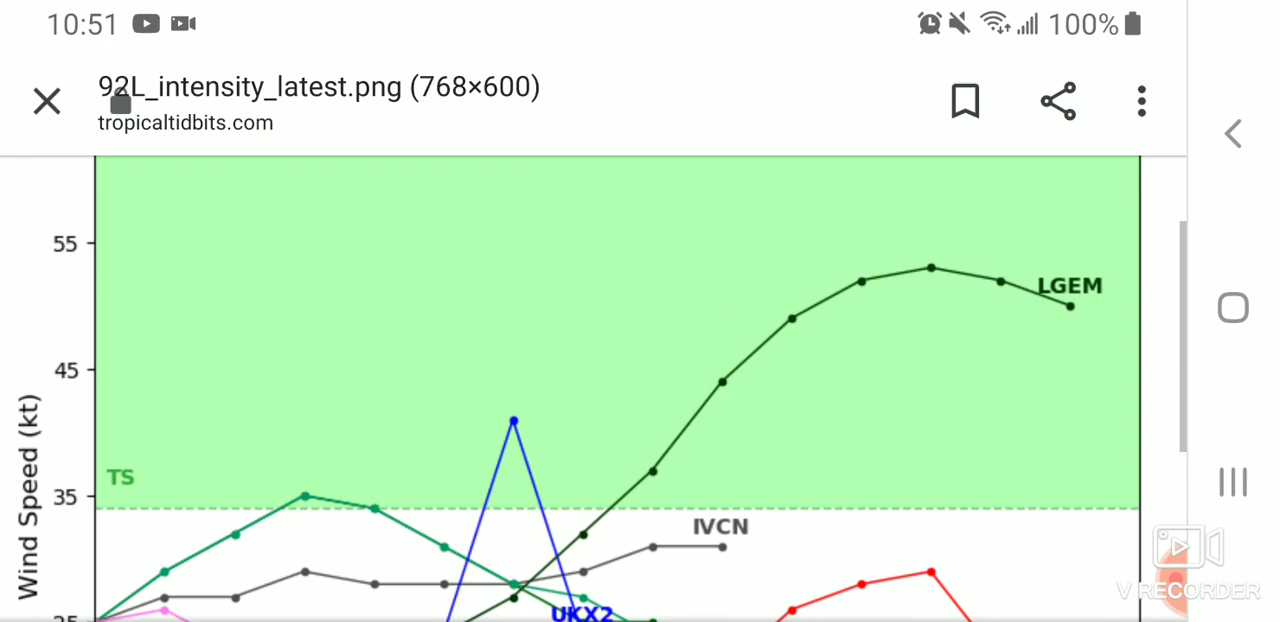 10:51 100%
92L_intensity_latest.png (768×600)
tropicaltidbits.com
55
LGEM
45
Wind Speed (kt)
TS
35
IVCN
UKX2
25
V RECORDER